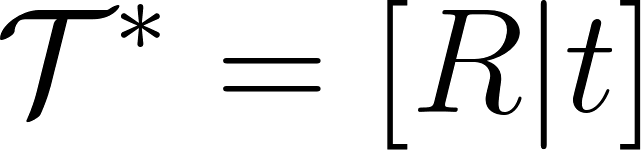 𝒯* = [R|t]